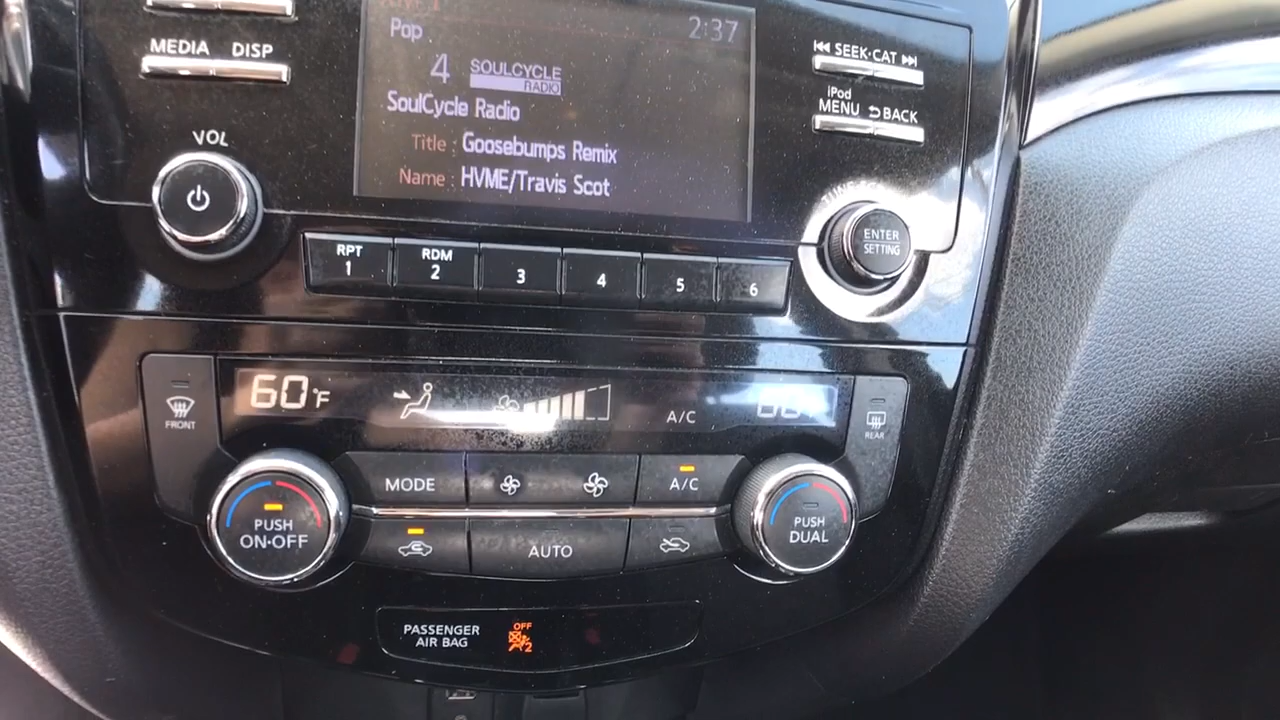 Pop 2:37
4 SOULCYCLE
RADIO
SoulCycle Radio
Title : Goosebumps Remix
Name : HVME/Travis Scot
MEDIA DISP
VOL
SEEK·CAT
iPod
MENU BACK
ENTER
SETTING
RPT
1
RDM
2
3
4
5
6
60°F
A/C
FRONT
REAR
MODE
A/C
PUSH
ON·OFF
AUTO
PUSH
DUAL
PASSENGER
AIR BAG
OFF
2